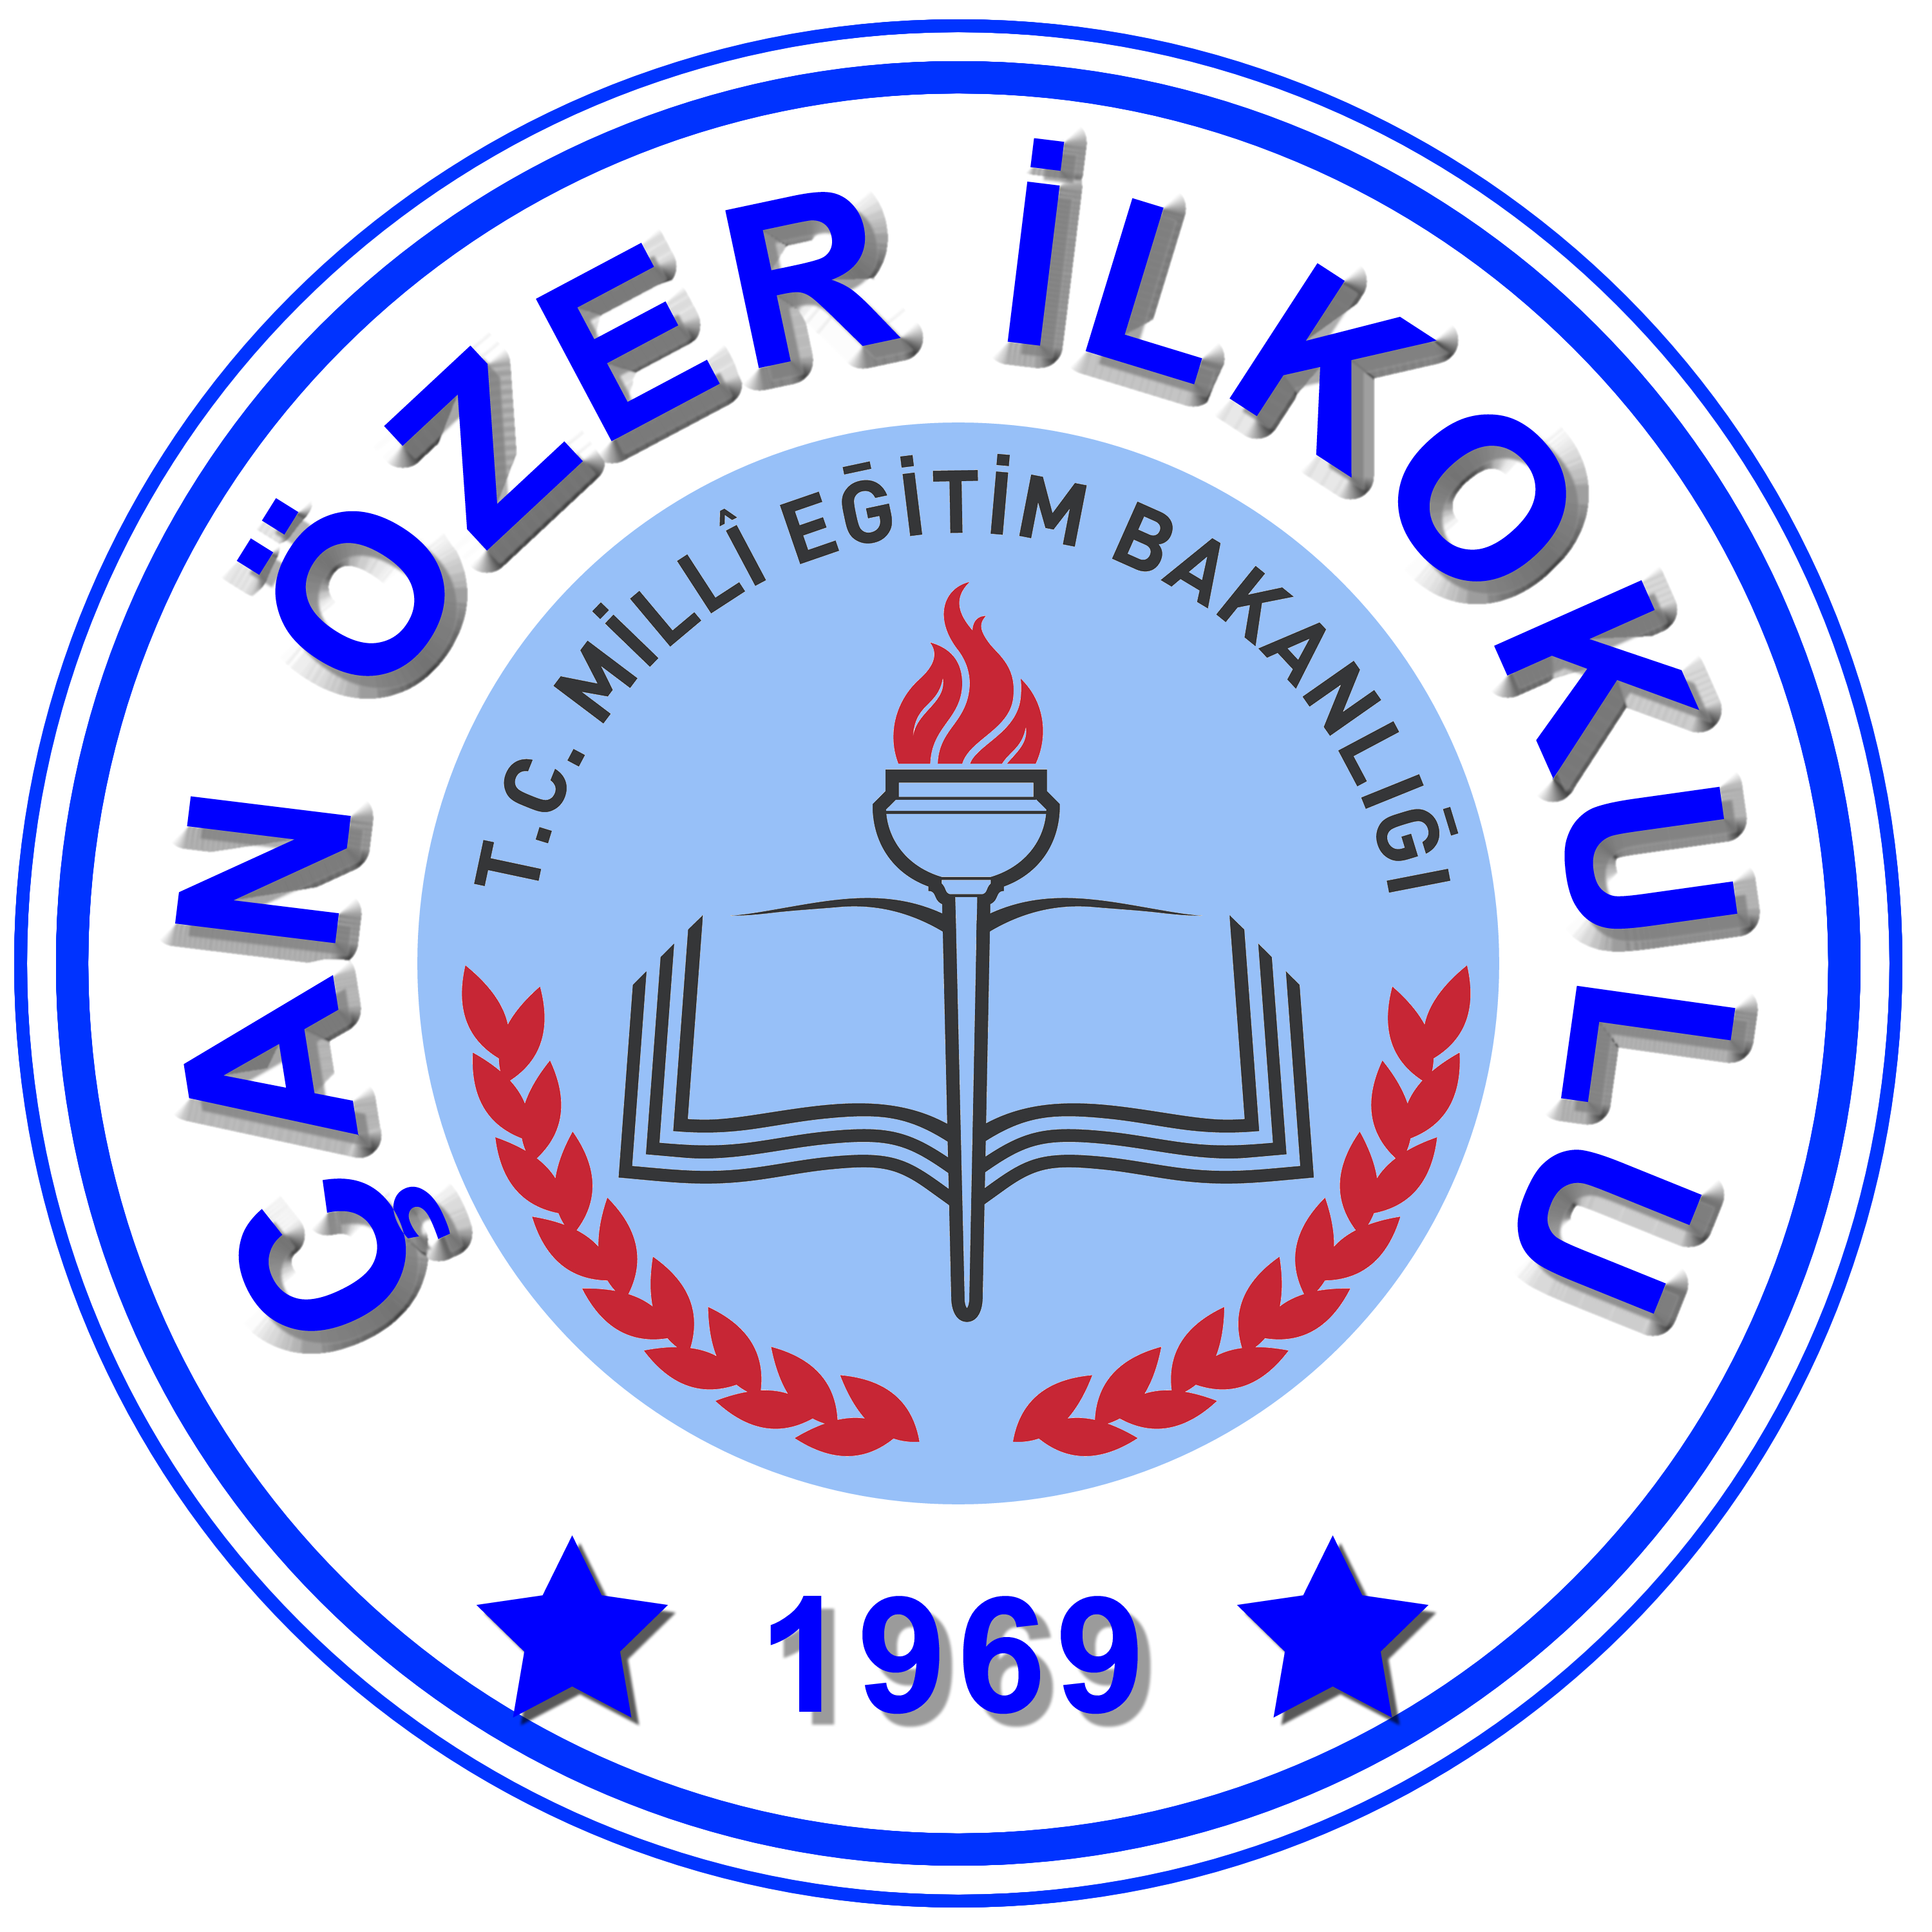 ÇAN ÖZER İLKOKULU
T.C. MİLLÎ EĞİTİM BAKANLIĞI
1969